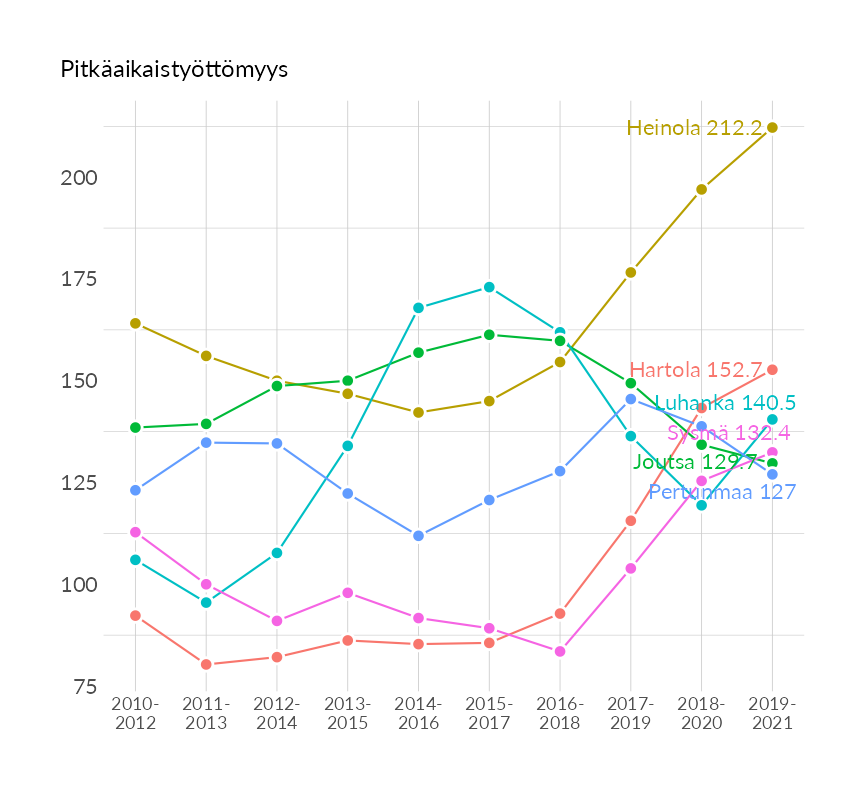 Pitkäaikaistyöttömyys
Heinola 212.2
200
175
Hartola 152.7
150
Luhanka 140.5
Sysmä 132.4
Joutsa 129.7
125
Pertunmaa 127
100
75
2010- 2011- 2012- 2013- 2014- 2015- 2016- 2017- 2018- 2019-
2012 2013 2014 2015 2016 2017 2018 2019 2020 2021